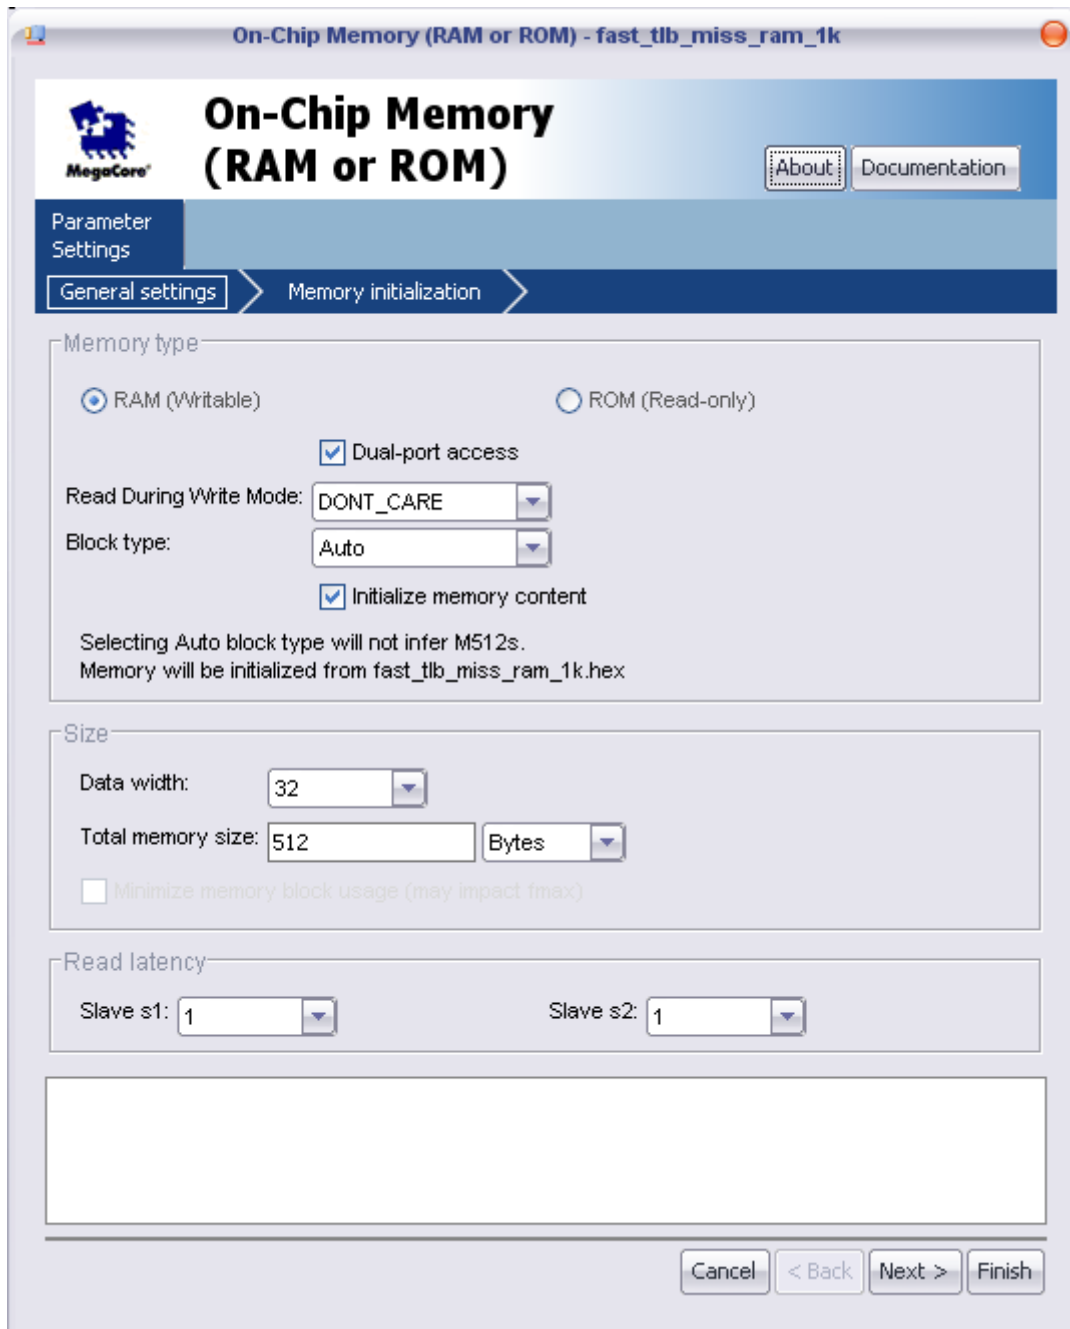 On-Chip Memory (RAM or ROM) - fast_tlb_miss_ram_1k
MegaCore®
On-Chip Memory
(RAM or ROM)
About
Documentation
Parameter
Settings
General settings
Memory initialization
Memory type
RAM (Writable)
ROM (Read-only)
Dual-port access
Read During Write Mode: DONT_CARE
Block type: Auto
Initialize memory content
Selecting Auto block type will not infer M512s.
Memory will be initialized from fast_tlb_miss_ram_1k.hex
Size
Data width: 32
Total memory size: 512 Bytes
Minimize memory block usage (may impact fmax)
Read latency
Slave s1: 1
Slave s2: 1
Cancel
< Back
Next >
Finish